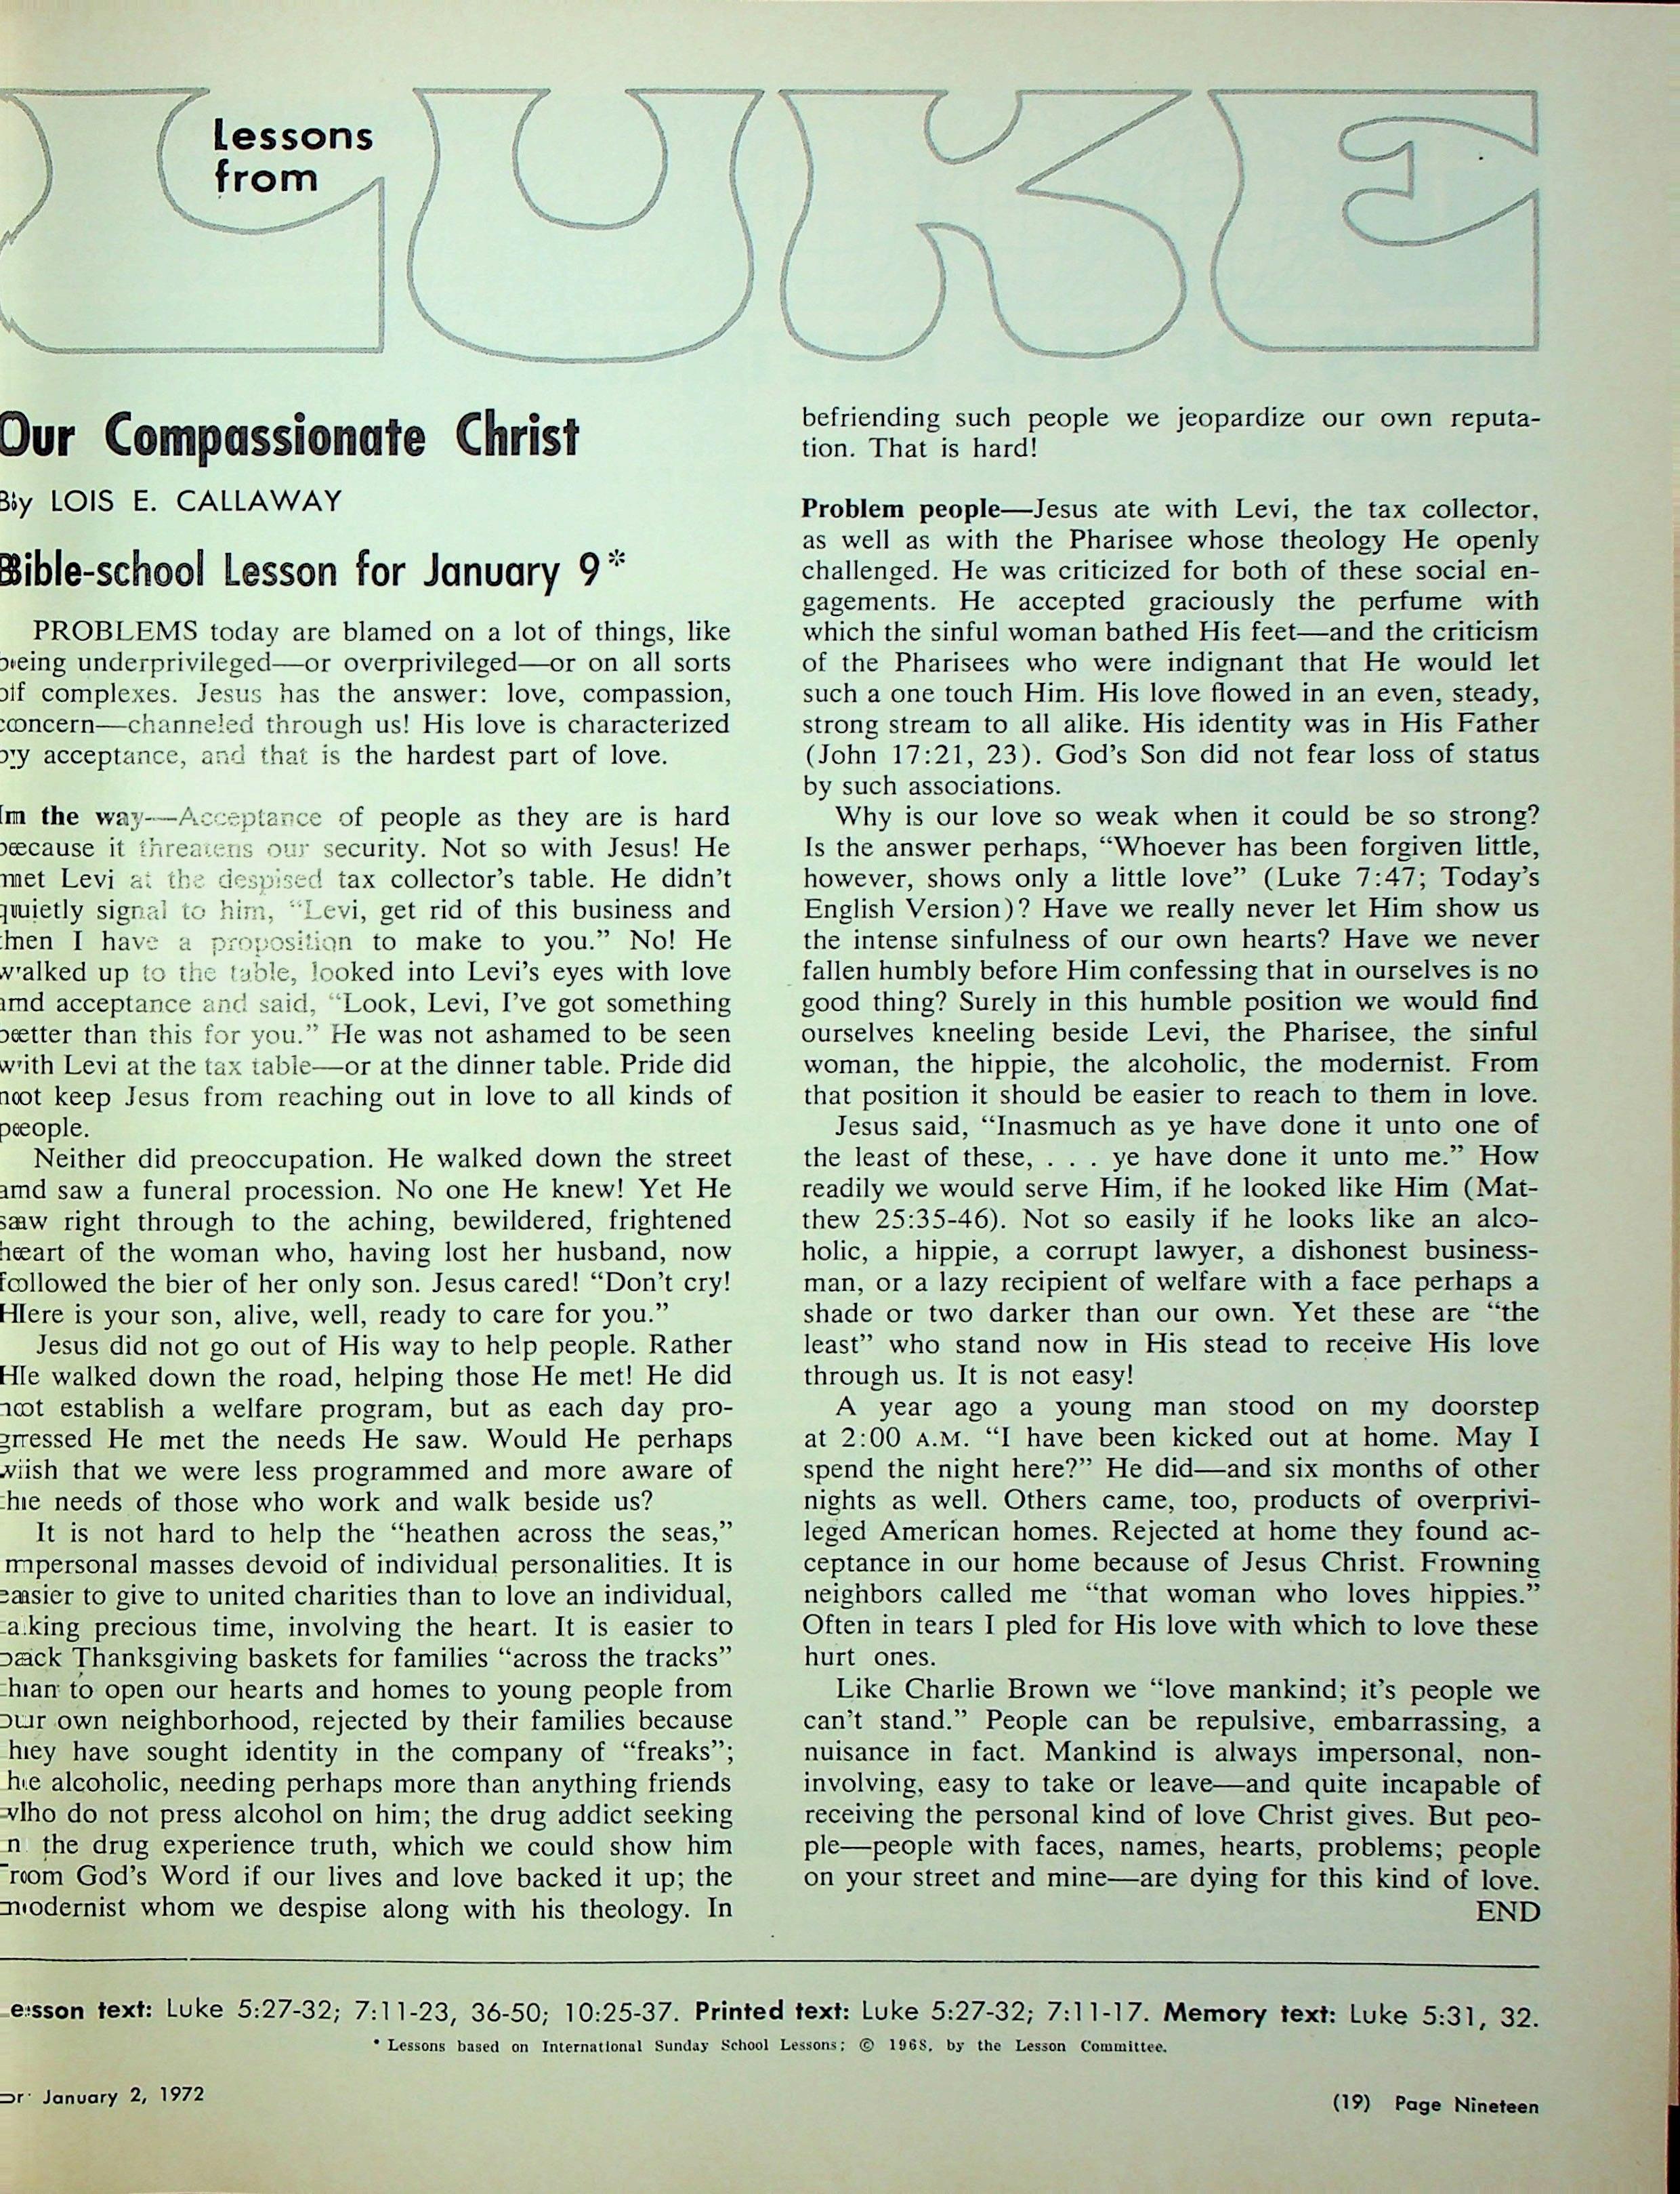 Lessons
from
LUKE
Our Compassionate Christ
By LOIS E. CALLAWAY
Bible-school Lesson for January 9*
PROBLEMS today are blamed on a lot of things, like
being underprivileged—or overprivileged—or on all sorts
of complexes. Jesus has the answer: love, compassion,
concern—channeled through us! His love is characterized
by acceptance, and that is the hardest part of love.
In the way—Acceptance of people as they are is hard
because it threatens our security. Not so with Jesus! He
met Levi at the despised tax collector's table. He didn't
quietly signal to him, “Levi, get rid of this business and
then I have a proposition to make to you.” No! He
walked up to the table, looked into Levi's eyes with love
and acceptance and said, “Look, Levi, I've got something
better than this for you.” He was not ashamed to be seen
with Levi at the tax table—or at the dinner table. Pride did
not keep Jesus from reaching out in love to all kinds of
people.
Neither did preoccupation. He walked down the street
and saw a funeral procession. No one He knew! Yet He
saw right through to the aching, bewildered, frightened
heart of the woman who, having lost her husband, now
followed the bier of her only son. Jesus cared! “Don't cry!
Here is your son, alive, well, ready to care for you.”
Jesus did not go out of His way to help people. Rather
He walked down the road, helping those He met! He did
not establish a welfare program, but as each day pro-
gressed He met the needs He saw. Would He perhaps
wish that we were less programmed and more aware of
the needs of those who work and walk beside us?
It is not hard to help the “heathen across the seas,”
impersonal masses devoid of individual personalities. It is
easier to give to united charities than to love an individual,
taking precious time, involving the heart. It is easier to
pack Thanksgiving baskets for families “across the tracks”
than to open our hearts and homes to young people from
our own neighborhood, rejected by their families because
they have sought identity in the company of “freaks”;
the alcoholic, needing perhaps more than anything friends
who do not press alcohol on him; the drug addict seeking
in the drug experience truth, which we could show him
from God's Word if our lives and love backed it up; the
modernist whom we despise along with his theology. In
befriending such people we jeopardize our own reputa-
tion. That is hard!
Problem people—Jesus ate with Levi, the tax collector,
as well as with the Pharisee whose theology He openly
challenged. He was criticized for both of these social en-
gagements. He accepted graciously the perfume with
which the sinful woman bathed His feet—and the criticism
of the Pharisees who were indignant that He would let
such a one touch Him. His love flowed in an even, steady,
strong stream to all alike. His identity was in His Father
(John 17:21, 23). God's Son did not fear loss of status
by such associations.
Why is our love so weak when it could be so strong?
Is the answer perhaps, “Whoever has been forgiven little,
however, shows only a little love” (Luke 7:47; Today's
English Version)? Have we really never let Him show us
the intense sinfulness of our own hearts? Have we never
fallen humbly before Him confessing that in ourselves is no
good thing? Surely in this humble position we would find
ourselves kneeling beside Levi, the Pharisee, the sinful
woman, the hippie, the alcoholic, the modernist. From
that position it should be easier to reach to them in love.
Jesus said, “Inasmuch as ye have done it unto one of
the least of these, . . . ye have done it unto me.” How
readily we would serve Him, if he looked like Him (Mat-
thew 25:35-46). Not so easily if he looks like an alco-
holic, a hippie, a corrupt lawyer, a dishonest business-
man, or a lazy recipient of welfare with a face perhaps a
shade or two darker than our own. Yet these are “the
least” who stand now in His stead to receive His love
through us. It is not easy!
A year ago a young man stood on my doorstep
at 2:00 A.M. “I have been kicked out at home. May I
spend the night here?” He did—and six months of other
nights as well. Others came, too, products of overprivi-
leged American homes. Rejected at home they found ac-
ceptance in our home because of Jesus Christ. Frowning
neighbors called me “that woman who loves hippies.”
Often in tears I pled for His love with which to love these
hurt ones.
Like Charlie Brown we “love mankind; it's people we
can't stand.” People can be repulsive, embarrassing, a
nuisance in fact. Mankind is always impersonal, non-
involving, easy to take or leave—and quite incapable of
receiving the personal kind of love Christ gives. But peo-
ple—people with faces, names, hearts, problems; people
on your street and mine—are dying for this kind of love.
END
Lesson text: Luke 5:27-32; 7:11-23, 36-50; 10:25-37. Printed text: Luke 5:27-32; 7:11-17. Memory text: Luke 5:31, 32.
* Lessons based on International Sunday School Lessons; © 1968, by the Lesson Committee.
January 2, 1972
(19) Page Nineteen